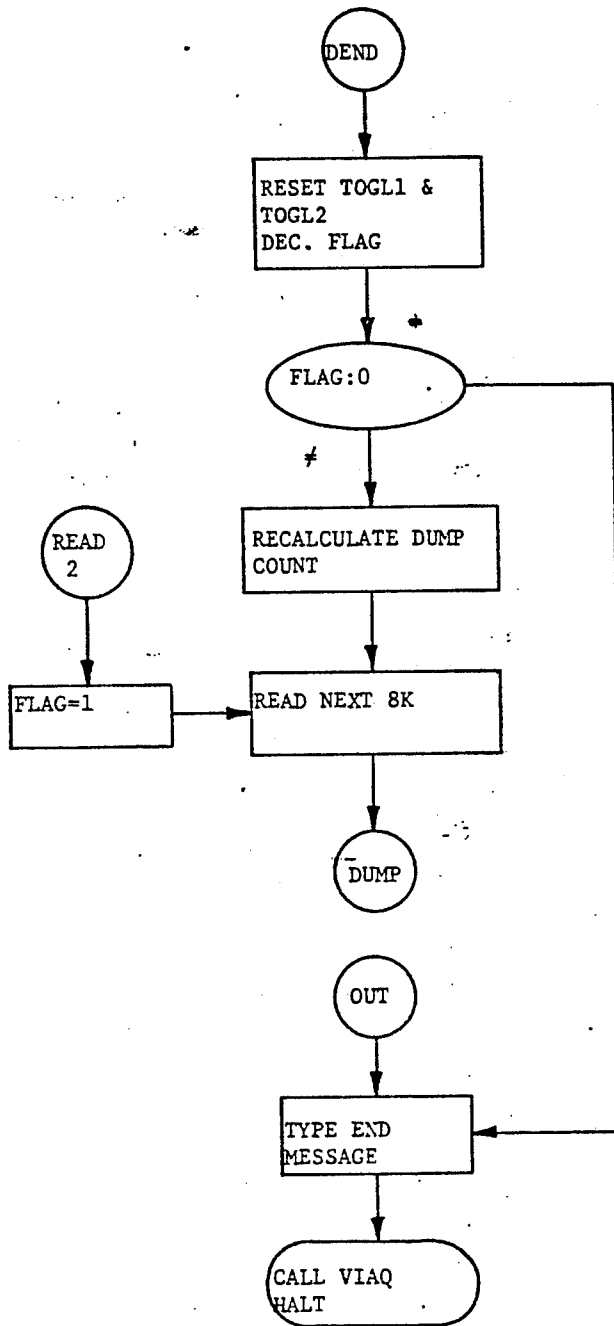 DEND
RESET TOGL1 &
TOGL2
DEC. FLAG
FLAG:0
≠
READ
2
RECALCULATE DUMP
COUNT
FLAG=1
READ NEXT 8K
DUMP
OUT
TYPE END
MESSAGE
CALL VIAQ
HALT